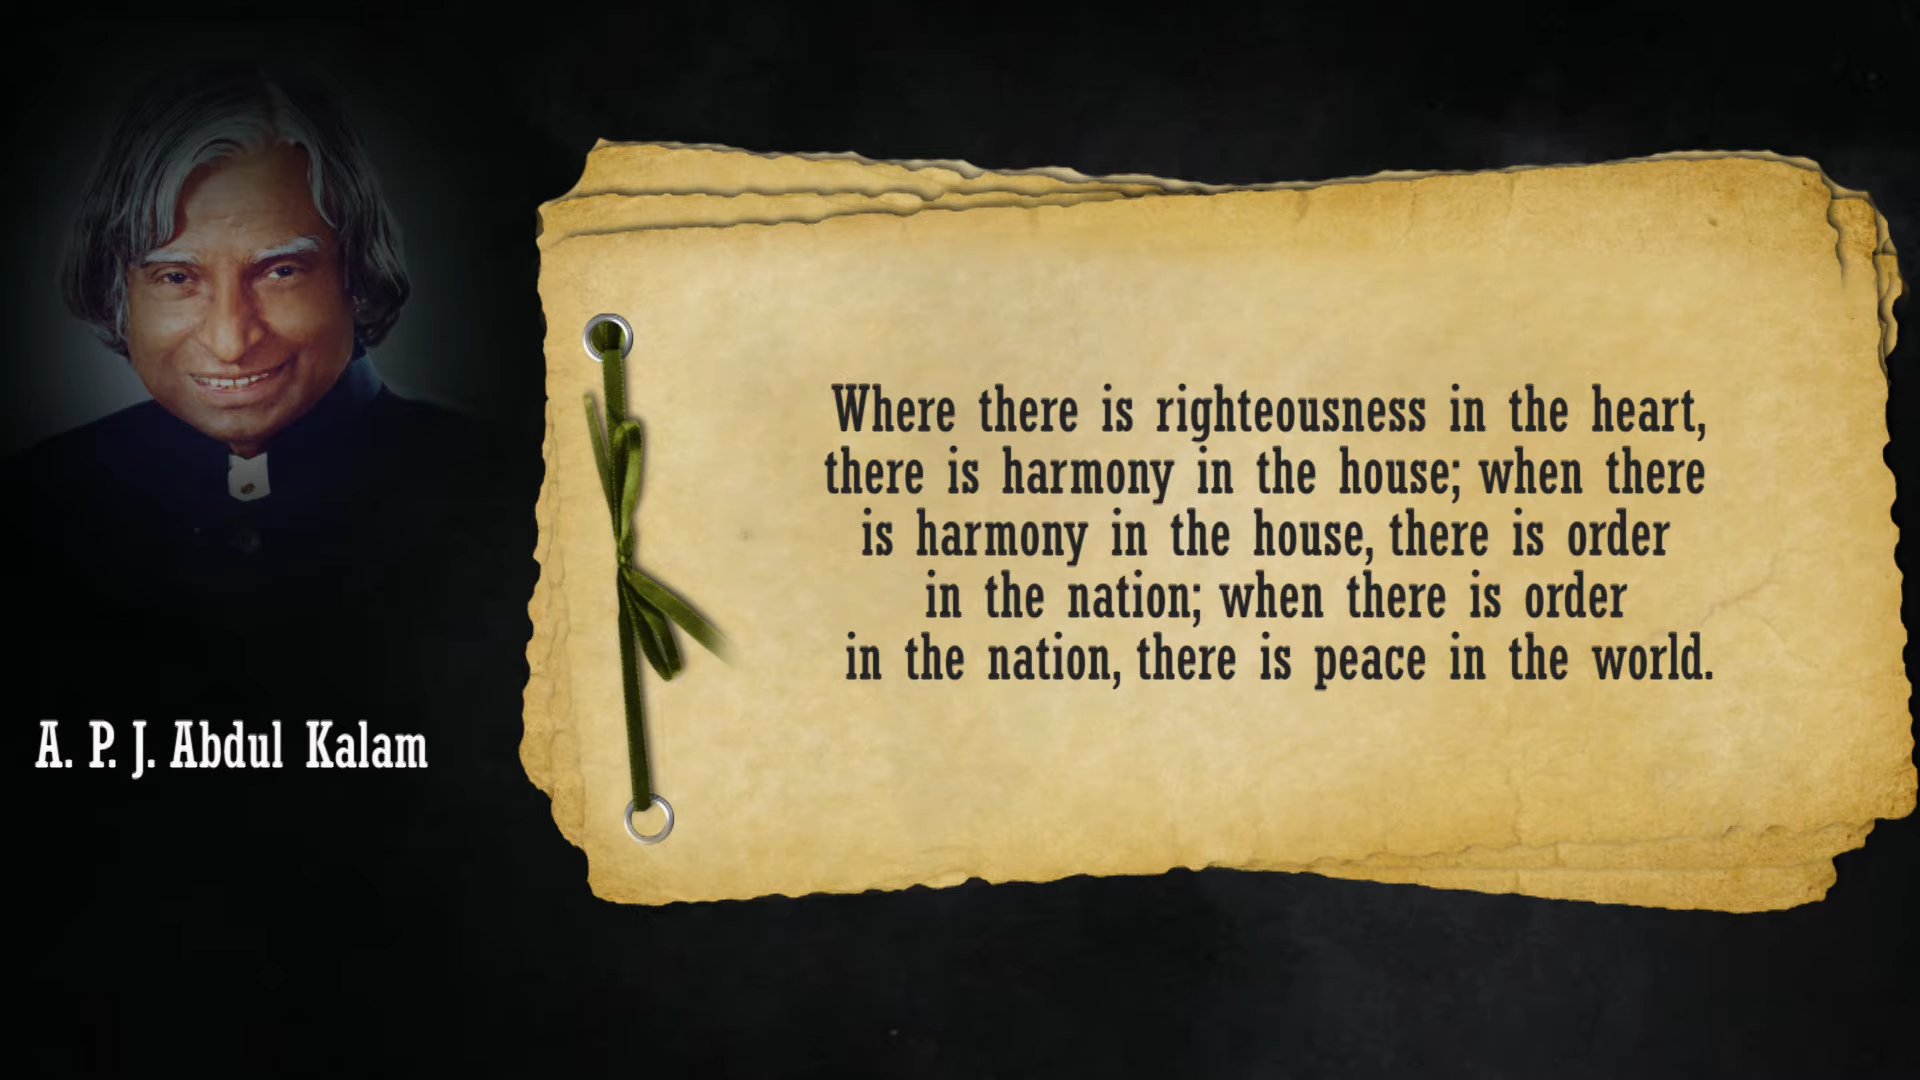 Where there is righteousness in the heart,
there is harmony in the house; when there
is harmony in the house, there is order
in the nation; when there is order
in the nation, there is peace in the world.
A. P. J. Abdul Kalam